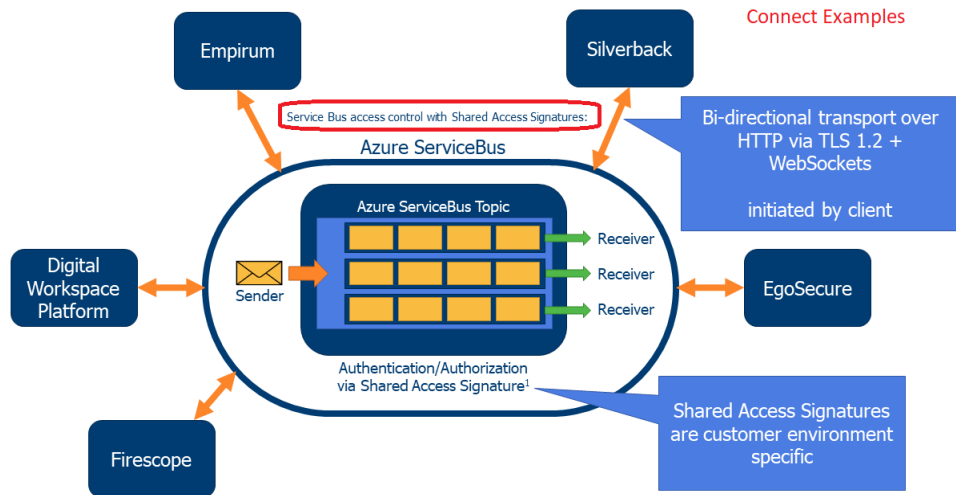 Connect Examples
Empirum
Silverback
Service Bus access control with Shared Access Signatures:
Azure ServiceBus
Bi-directional transport over
HTTP via TLS 1.2 +
WebSockets
initiated by client
Azure ServiceBus Topic
Receiver
Receiver
Receiver
Sender
Digital
Workspace
Platform
EgoSecure
Authentication/Authorization
via Shared Access Signature¹
Shared Access Signatures
are customer environment
specific
Firescope